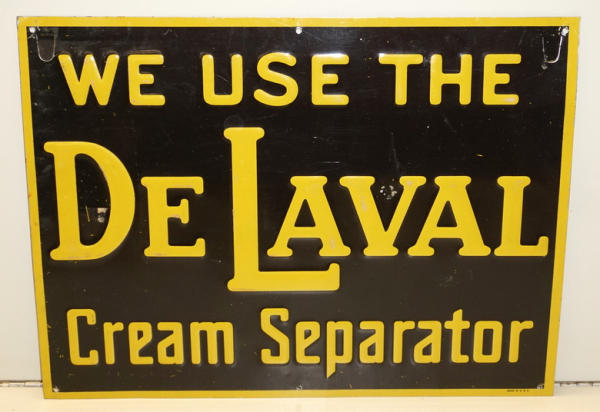 WE USE THE
DE LAVAL
Cream Separator